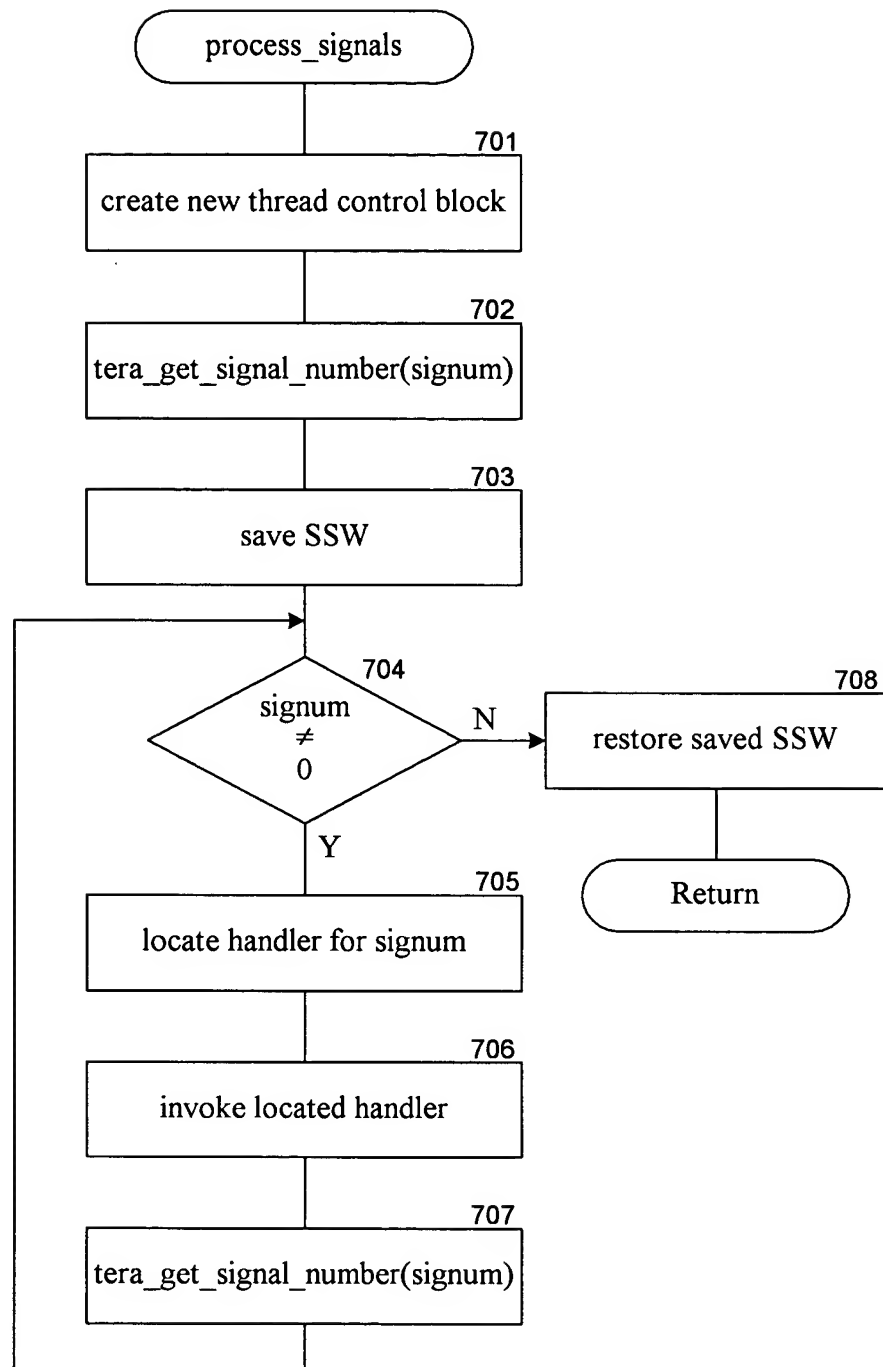 process_signals
701
create new thread control block
702
tera_get_signal_number(signum)
703
save SSW
704
signum
≠
0
N
708
restore saved SSW
Y
Return
705
locate handler for signum
706
invoke located handler
707
tera_get_signal_number(signum)